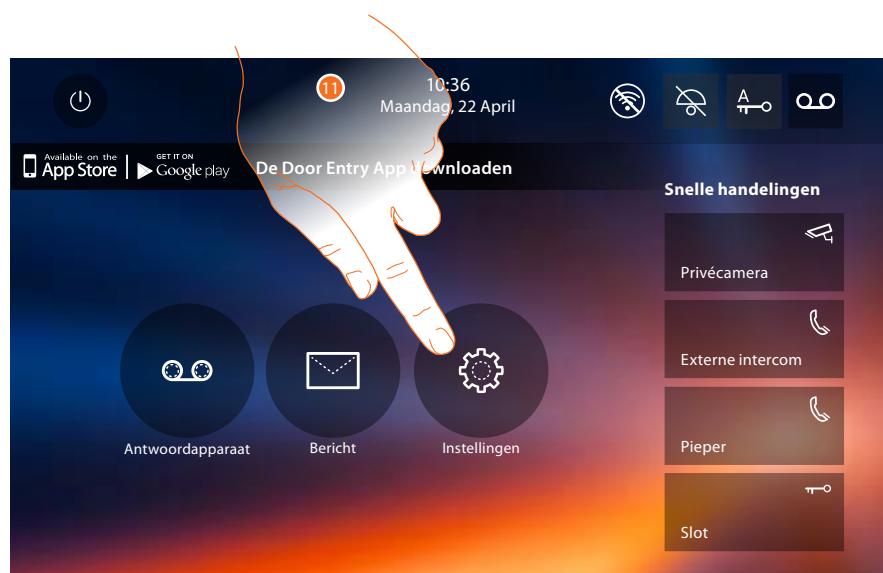 11
10:36
Maandag, 22 April
A
Available on the
App Store
GET IT ON
Google play
De Door Entry App downloaden
Snelle handelingen
Privécamera
Externe intercom
Pieper
Slot
Antwoordapparaat
Bericht
Instellingen